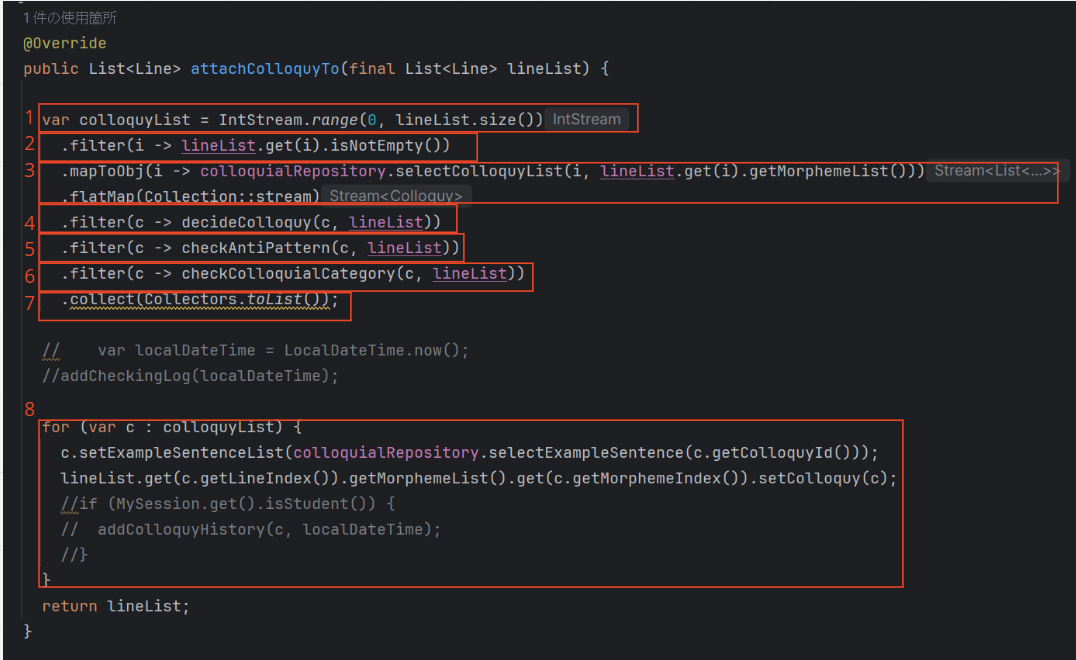 1 件の使用箇所
@Override
public List<Line> attachColloquyTo(final List<Line> lineList) {
1 var colloquyList = IntStream.range(0, lineList.size()) IntStream
2 .filter(i -> lineList.get(i).isNotEmpty())
3 .mapToObj(i -> colloquialRepository.selectColloquyList(i, lineList.get(i).getMorphemeList())) Stream<List<...>>
.flatMap(Collection::stream) Stream<Colloquy>
4 .filter(c -> decideColloquy(c, lineList))
5 .filter(c -> checkAntiPattern(c, lineList))
6 .filter(c -> checkColloquialCategory(c, lineList))
7 .collect(Collectors.toList());
//    var localDateTime = LocalDateTime.now();
//addCheckingLog(localDateTime);
8
for (var c : colloquyList) {
c.setExampleSentenceList(colloquialRepository.selectExampleSentence(c.getColloquyId()));
lineList.get(c.getLineIndex()).getMorphemeList().get(c.getMorphemeIndex()).setColloquy(c);
//if (MySession.get().isStudent()) {
//  addColloquyHistory(c, localDateTime);
//}
}
return lineList;
}